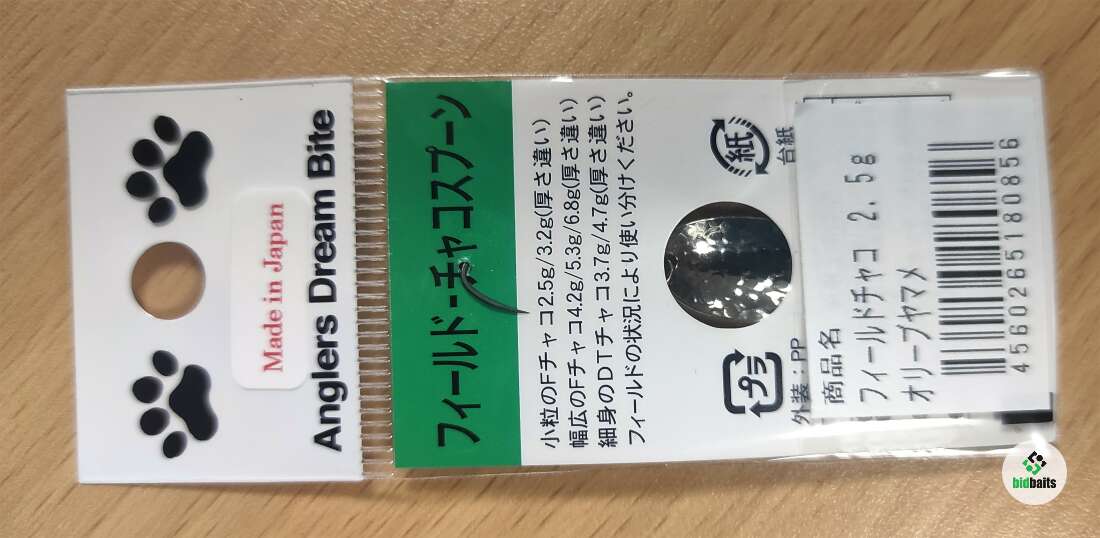 Made in Japan
Anglers Dream Bite
フィールド・チャコスプーン
小粒のFチャコ2.5g/3.2g(厚さ違い)
幅広のFチャコ4.2g/5.3g/6.8g(厚さ違い)
細身のDTチャコ3.7g/4.7g(厚さ違い)
フィールドの状況により使い分けください。
プラ
外装:PP
紙
台紙
商品名
フィールドチャコ 2.5g
オリーブヤマメ
4560265180856
bidbaits